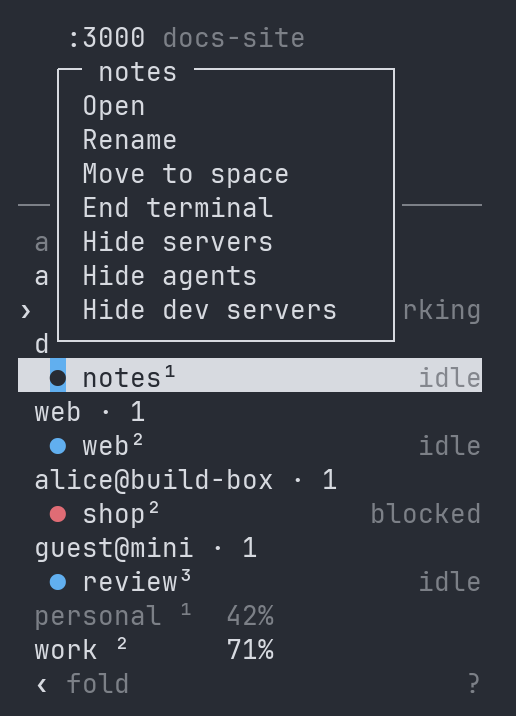 :3000 docs-site
notes
Open
Rename
Move to space
End terminal
a
Hide servers
a
Hide agents
›
Hide dev servers
rking
d
● notes¹ idle
web · 1
● web² idle
alice@build-box · 1
● shop² blocked
guest@mini · 1
● review³ idle
personal ¹ 42%
work ² 71%
‹ fold ?